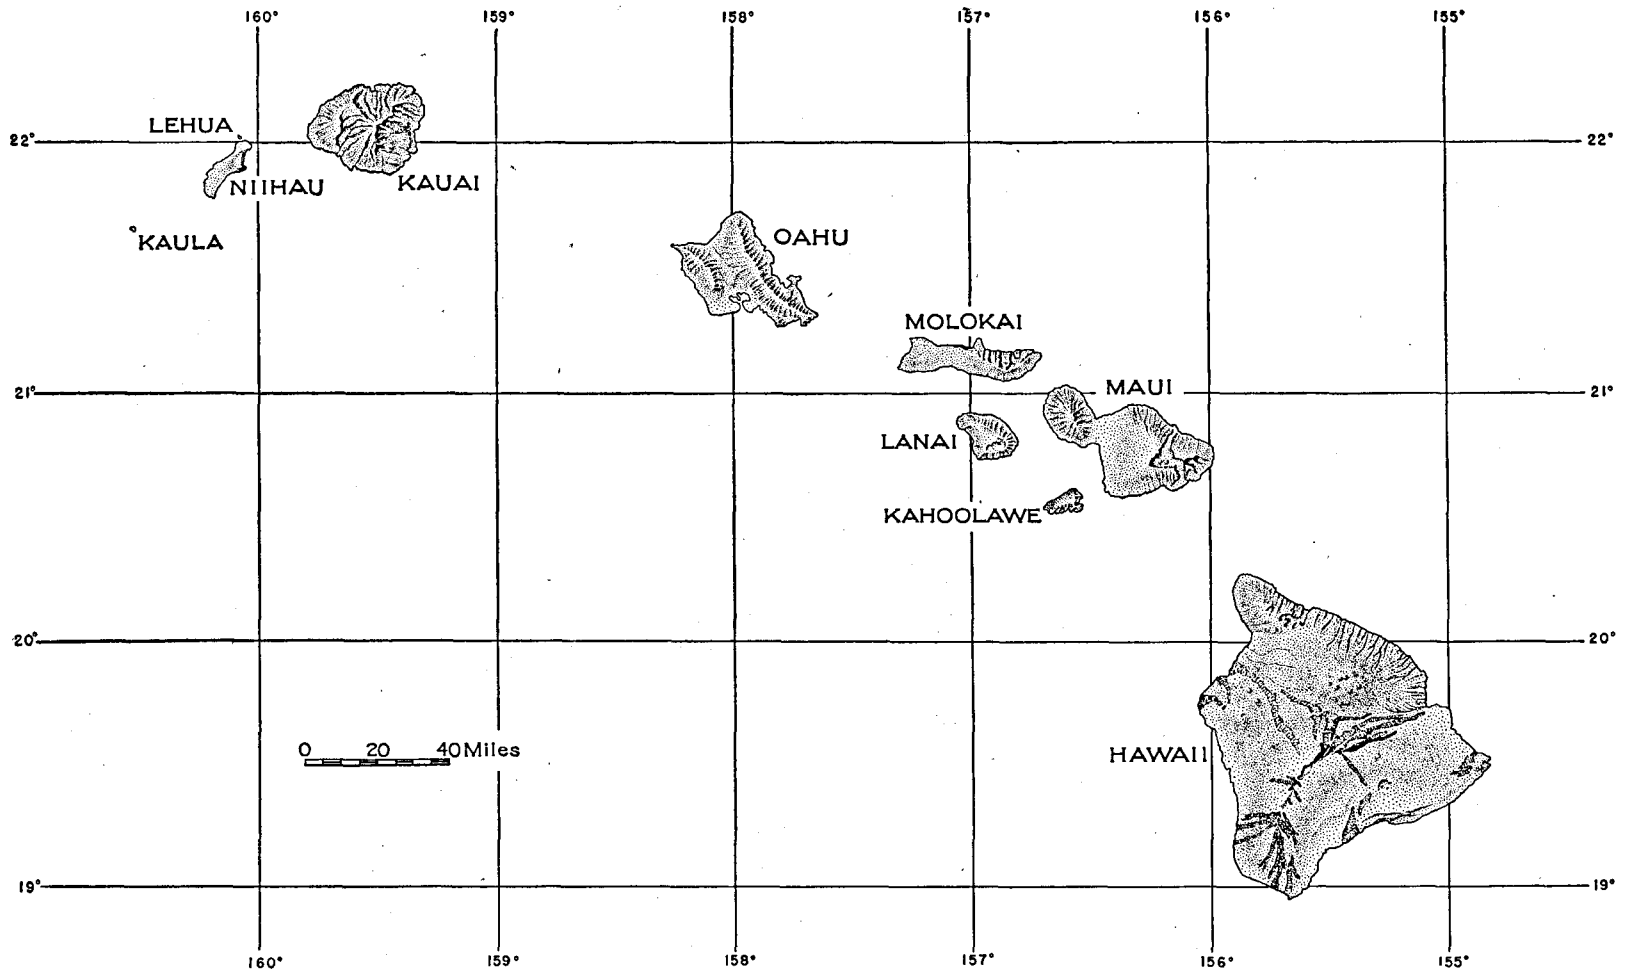 160° 159° 158° 157° 156° 155°
LEHUA
22° 22°
NIIHAU KAUAI
KAULA
OAHU
MOLOKAI
21° 21°
MAUI
LANAI
KAHOOLAWE
20° 20°
0 20 40 Miles
HAWAII
19° 19°
160° 159° 158° 157° 156° 155°